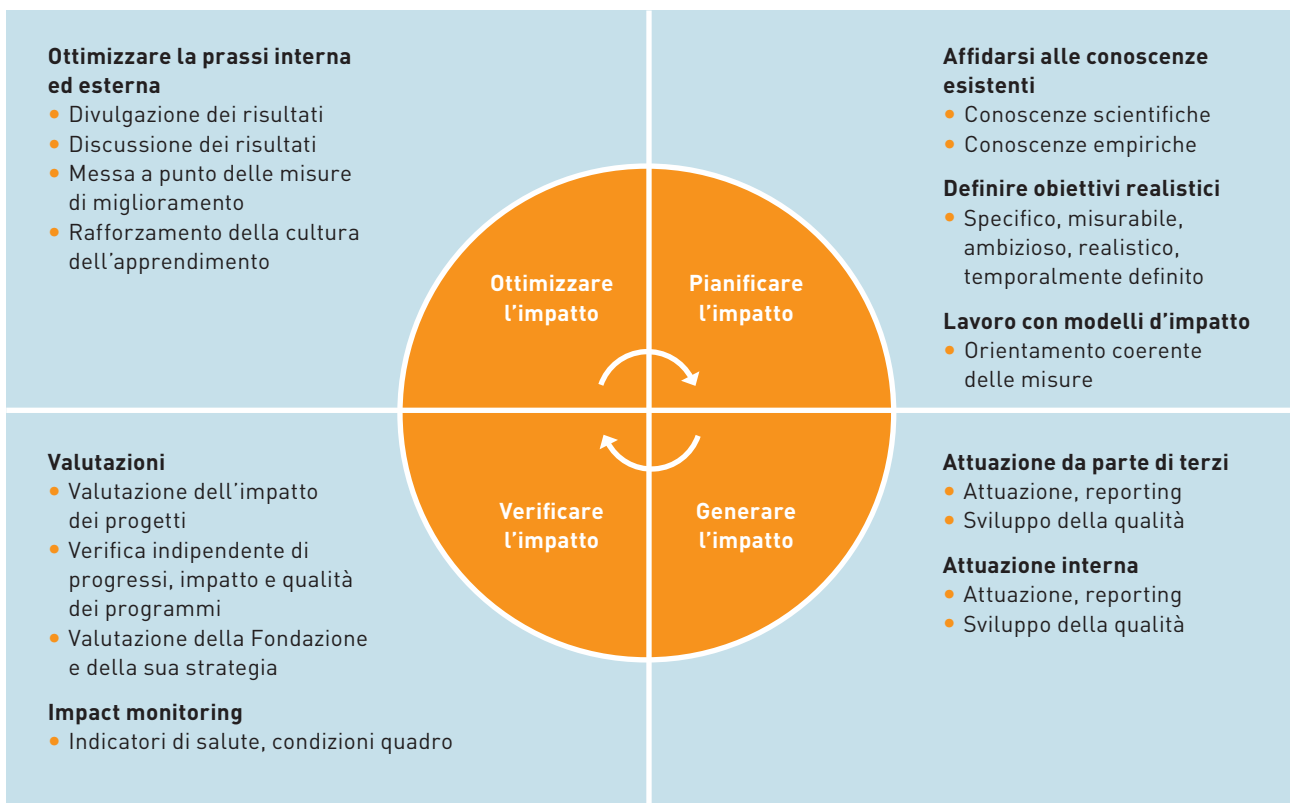 Ottimizzare la prassi interna
ed esterna
• Divulgazione dei risultati
• Discussione dei risultati
• Messa a punto delle misure
di miglioramento
• Rafforzamento della cultura
dell'apprendimento
Affidarsi alle conoscenze
esistenti
• Conoscenze scientifiche
• Conoscenze empiriche
Definire obiettivi realistici
• Specifico, misurabile,
ambizioso, realistico,
temporalmente definito
Lavoro con modelli d'impatto
• Orientamento coerente
delle misure
Ottimizzare
l'impatto
Pianificare
l'impatto
Verificare
l'impatto
Generare
l'impatto
Valutazioni
• Valutazione dell'impatto
dei progetti
• Verifica indipendente di
progressi, impatto e qualità
dei programmi
• Valutazione della Fondazione
e della sua strategia
Impact monitoring
• Indicatori di salute, condizioni quadro
Attuazione da parte di terzi
• Attuazione, reporting
• Sviluppo della qualità
Attuazione interna
• Attuazione, reporting
• Sviluppo della qualità